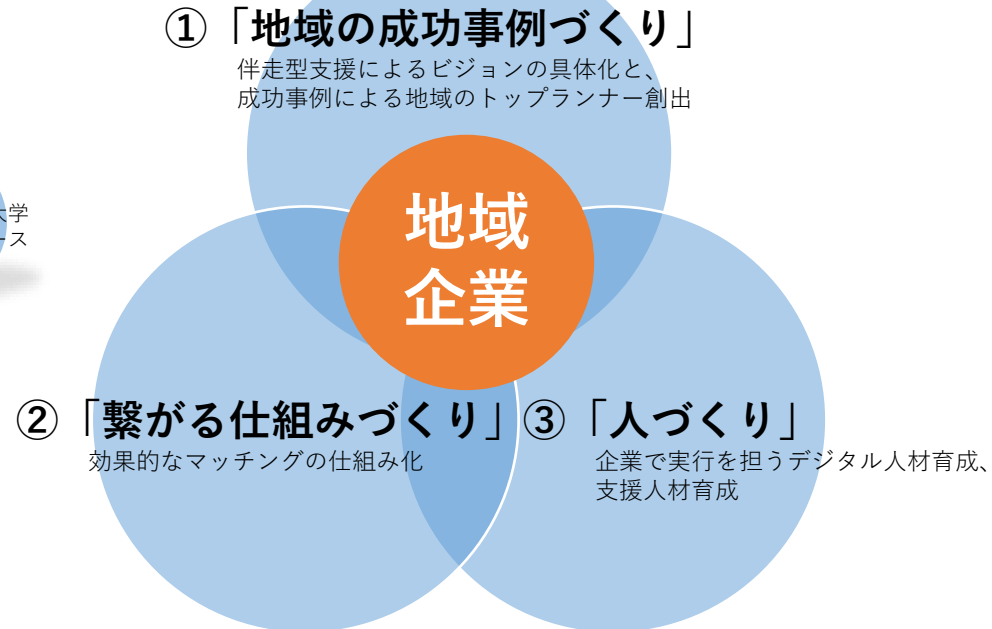 ①「地域の成功事例づくり」
伴走型支援によるビジョンの具体化と、
成功事例による地域のトップランナー創出
大学
ース
地域
企業
②「繋がる仕組みづくり」
効果的なマッチングの仕組み化
③「人づくり」
企業で実行を担うデジタル人材育成、
支援人材育成